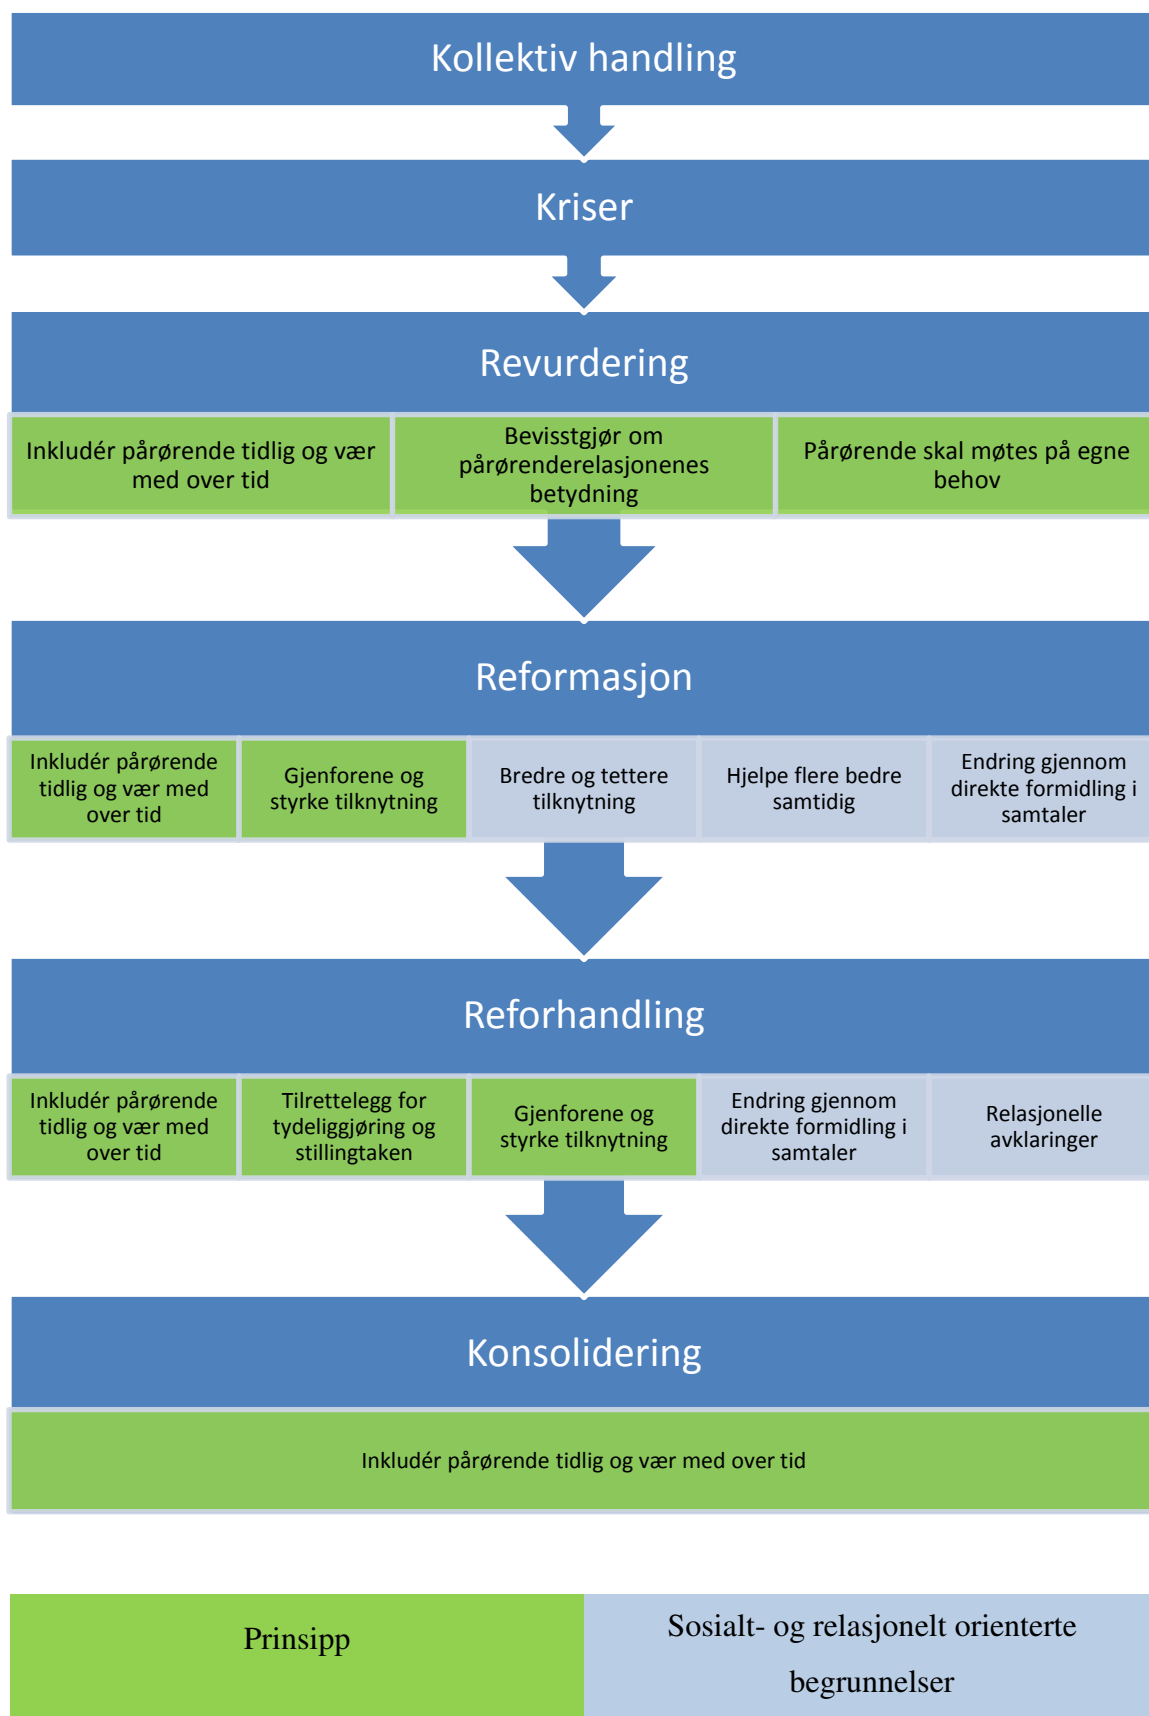 Kollektiv handling
Kriser
Revurdering
Inkludér pårørende tidlig og vær
med over tid
Bevisstgjør om
pårørenderelasjonenes
betydning
Pårørende skal møtes på egne
behov
Reformasjon
Inkludér pårørende
tidlig og vær med
over tid
Gjenforene og
styrke tilknytning
Bredre og tettere
tilknytning
Hjelpe flere bedre
samtidig
Endring gjennom
direkte formidling i
samtaler
Reforhandling
Inkludér pårørende
tidlig og vær med
over tid
Tilrettelegg for
tydeliggjøring og
stillingtaken
Gjenforene og
styrke tilknytning
Endring gjennom
direkte formidling i
samtaler
Relasjonelle
avklaringer
Konsolidering
Inkludér pårørende tidlig og vær med over tid
Prinsipp
Sosialt- og relasjonelt orienterte
begrunnelser